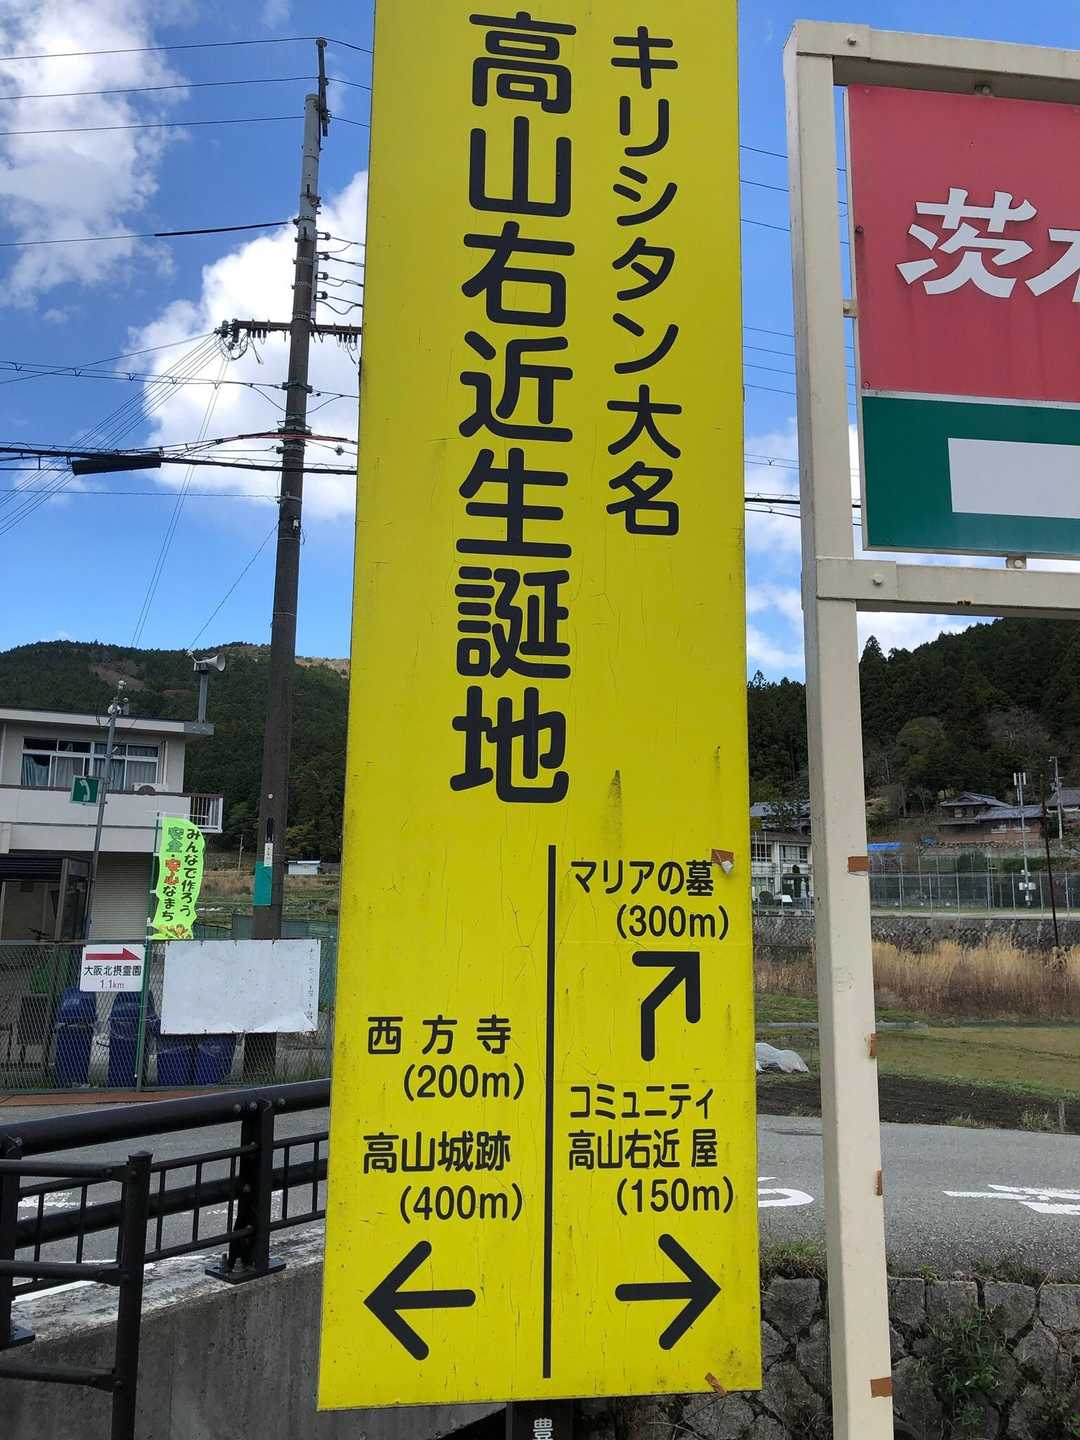 キリシタン大名
高山右近生誕地
マリアの墓
(300m)
西方寺
(200m)
高山城跡
(400m)
コミュニティ
高山右近屋
(150m)
茨木
みんなで作ろう
安全・安心なまち
大阪北摂霊園
1.1km
豊